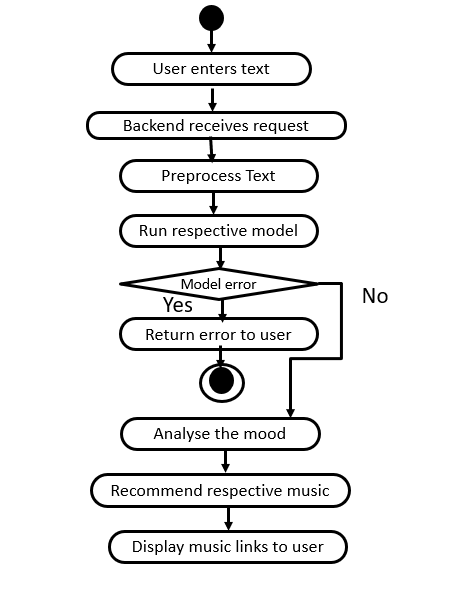 User enters text
Backend receives request
Preprocess Text
Run respective model
Model error
Yes
No
Return error to user
Analyse the mood
Recommend respective music
Display music links to user